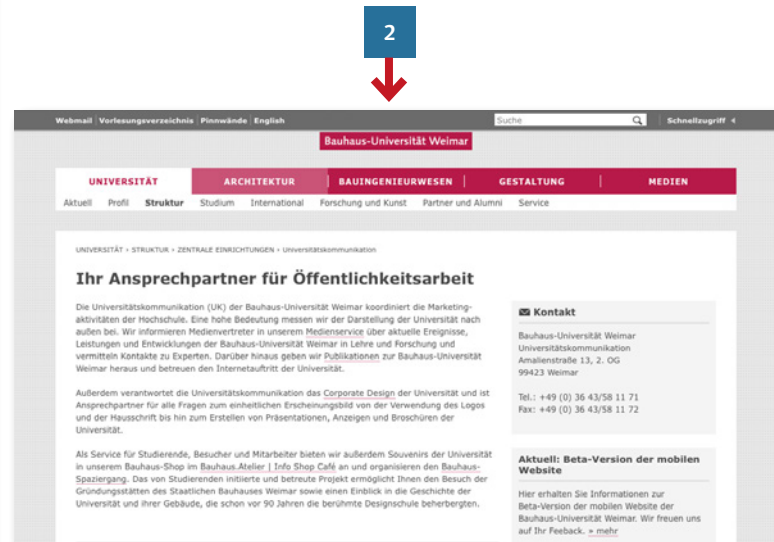 2
Webmail Vorlesungsverzeichnis Pinnwände English Suche Schnellzugriff
Bauhaus-Universität Weimar
UNIVERSITÄT ARCHITEKTUR BAUINGENIEURWESEN GESTALTUNG MEDIEN
Aktuell Profil Struktur Studium International Forschung und Kunst Partner und Alumni Service
UNIVERSITÄT › STRUKTUR › ZENTRALE EINRICHTUNGEN › Universitätskommunikation
Ihr Ansprechpartner für Öffentlichkeitsarbeit
Die Universitätskommunikation (UK) der Bauhaus-Universität Weimar koordiniert die Marketing-
aktivitäten der Hochschule. Eine hohe Bedeutung messen wir der Darstellung der Universität nach
außen bei. Wir informieren Medienvertreter in unserem Medienservice über aktuelle Ereignisse,
Leistungen und Entwicklungen der Bauhaus-Universität Weimar in Lehre und Forschung und
vermitteln Kontakte zu Experten. Darüber hinaus geben wir Publikationen zur Bauhaus-Universität
Weimar heraus und betreuen den Internetauftritt der Universität.
Außerdem verantwortet die Universitätskommunikation das Corporate Design der Universität und ist
Ansprechpartner für alle Fragen zum einheitlichen Erscheinungsbild von der Verwendung des Logos
und der Hausschrift bis hin zum Erstellen von Präsentationen, Anzeigen und Broschüren der
Universität.
Als Service für Studierende, Besucher und Mitarbeiter bieten wir außerdem Souvenirs der Universität
in unserem Bauhaus-Shop im Bauhaus.Atelier | Info Shop Café an und organisieren den Bauhaus-
Spaziergang. Das von Studierenden initiierte und betreute Projekt ermöglicht Ihnen den Besuch der
Gründungsstätten des Staatlichen Bauhauses Weimar sowie einen Einblick in die Geschichte der
Universität und ihrer Gebäude, die schon vor 90 Jahren die berühmte Designschule beherbergten.
Kontakt
Bauhaus-Universität Weimar
Universitätskommunikation
Amalienstraße 13, 2. OG
99423 Weimar
Tel.: +49 (0) 36 43/58 11 71
Fax: +49 (0) 36 43/58 11 72
Aktuell: Beta-Version der mobilen
Website
Hier erhalten Sie Informationen zur
Beta-Version der mobilen Website der
Bauhaus-Universität Weimar. Wir freuen uns
auf Ihr Feeback. » mehr